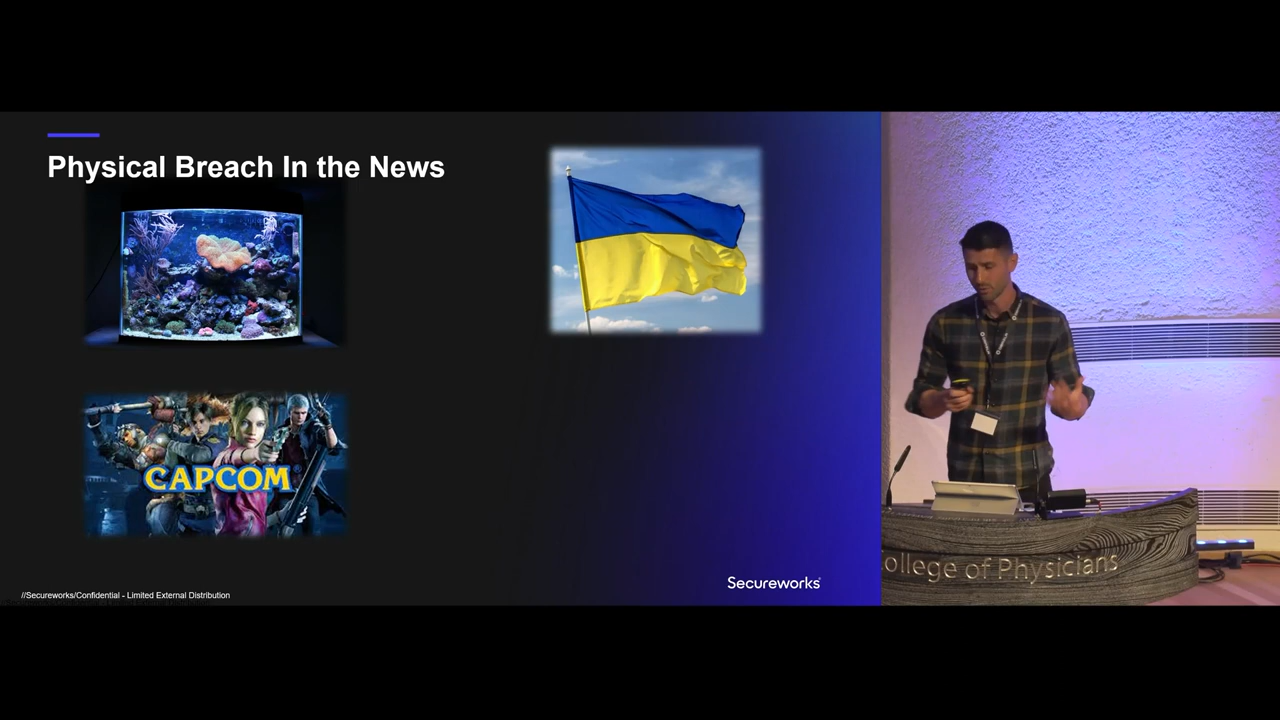 Physical Breach In the News
CAPCOM
//Secureworks/Confidential - Limited External Distribution
Secureworks
ollege of Physicians